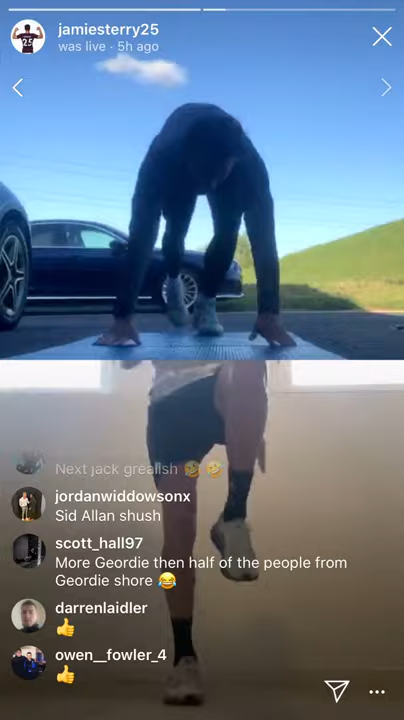 jamiesterry25
was live · 5h ago
Next jack grealish 🤣 🤣
jordanwiddowsonx
Sid Allan shush
scott_hall97
More Geordie then half of the people from
Geordie shore 😂
darrenlaidler
👍
owen__fowler_4
👍